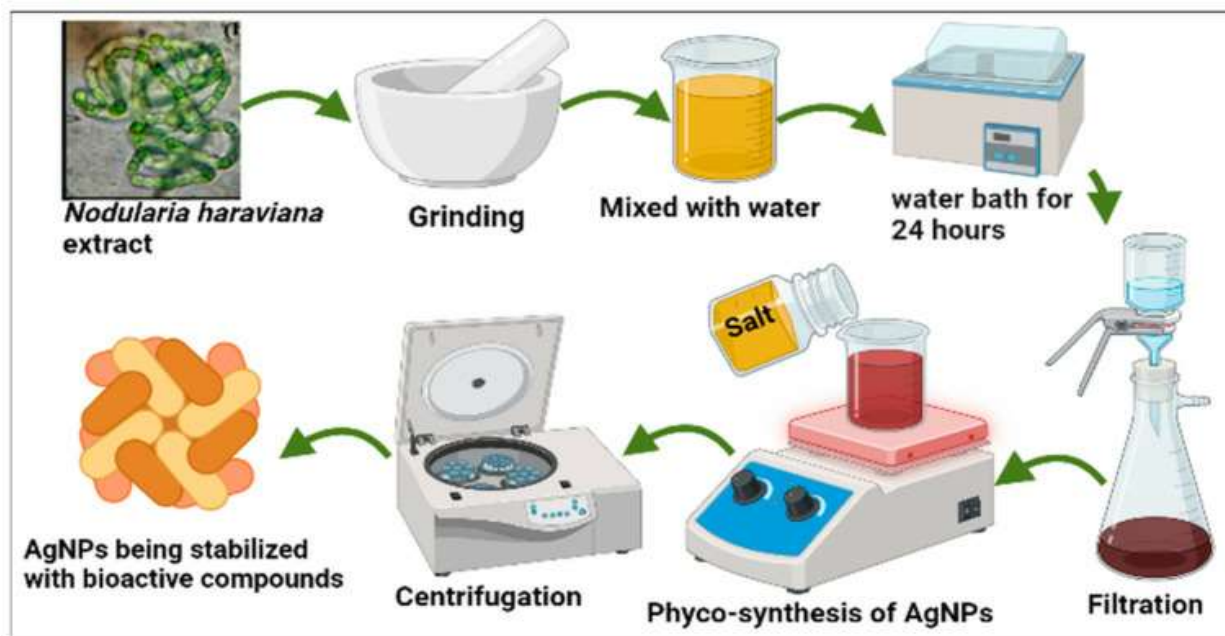 Nodularia haraviana
extract
Grinding
Mixed with water
water bath for
24 hours
Salt
AgNPs being stabilized
with bioactive compounds
Centrifugation
Phyco-synthesis of AgNPs
Filtration